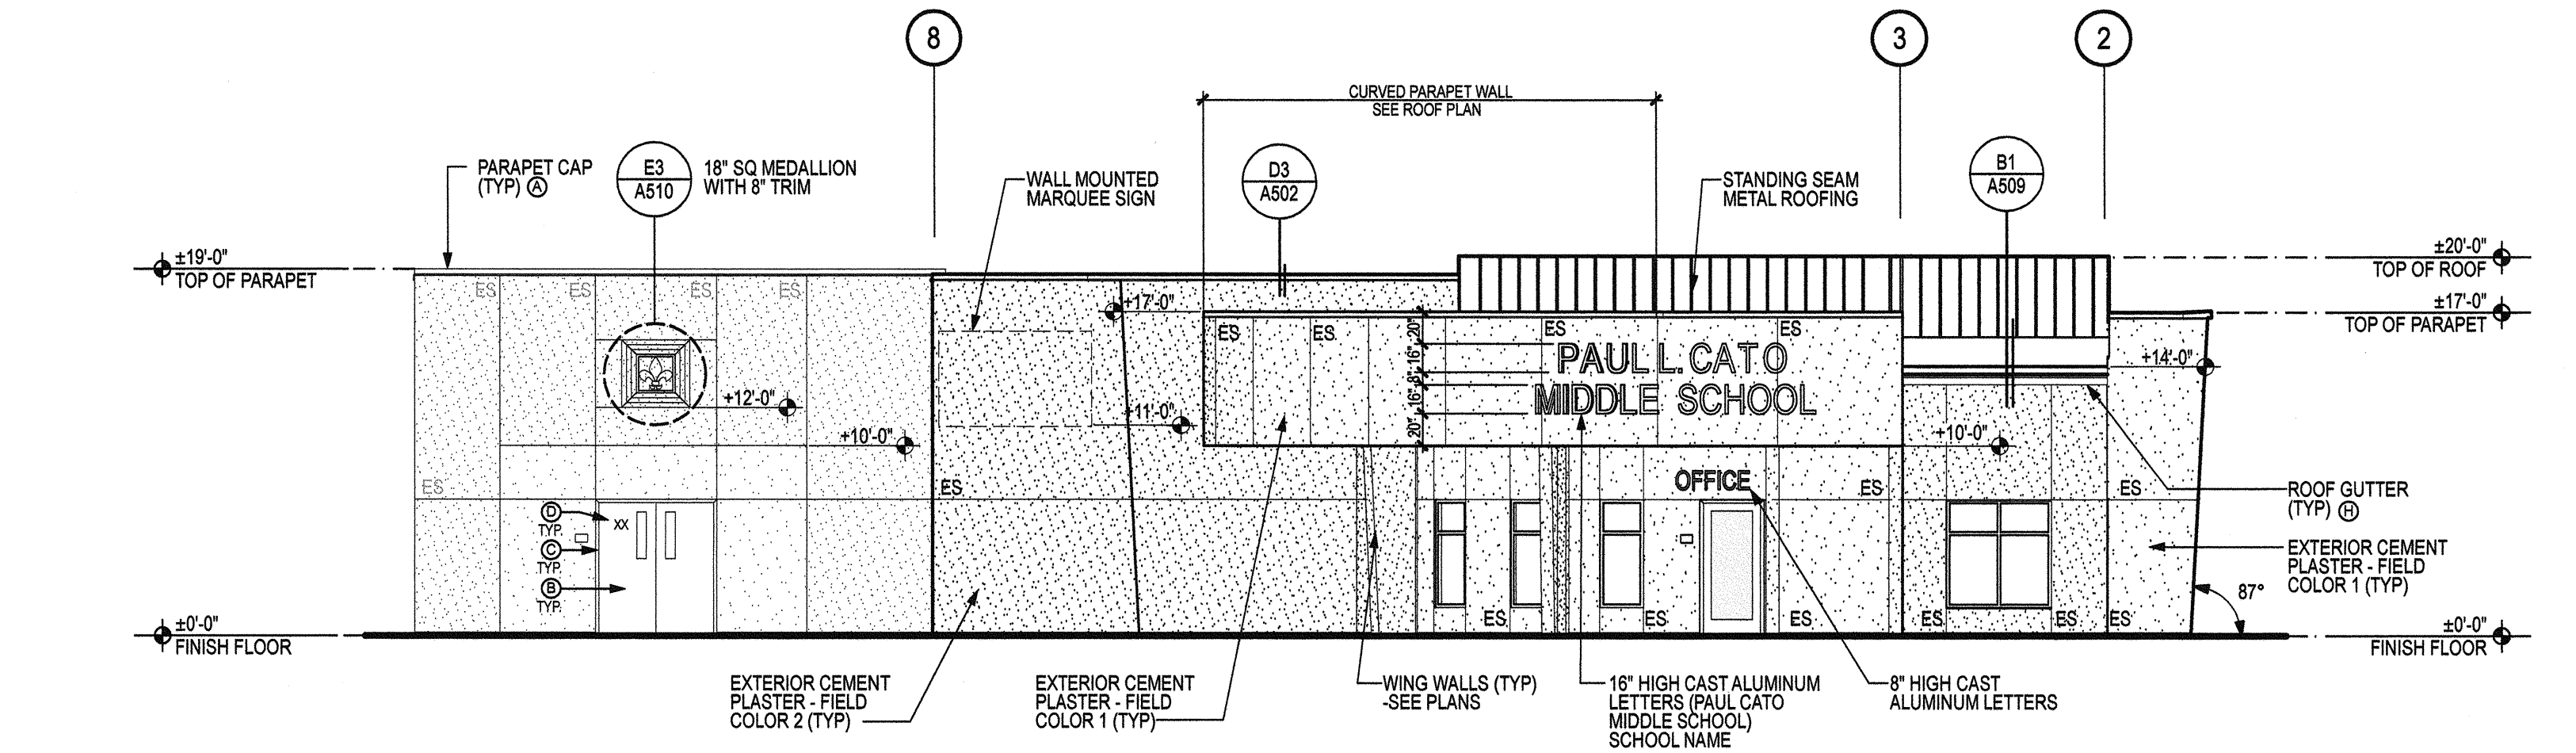 8
3
2
CURVED PARAPET WALL
SEE ROOF PLAN
PARAPET CAP
(TYP) A
E3
A510
18" SQ MEDALLION
WITH 8" TRIM
WALL MOUNTED
MARQUEE SIGN
D3
A502
STANDING SEAM
METAL ROOFING
B1
A509
±19'-0"
TOP OF PARAPET
±20'-0"
TOP OF ROOF
±17'-0"
TOP OF PARAPET
ES
ES
ES
ES
+17'-0"
ES
ES
ES
ES
20"
16"
8"
16"
20"
PAUL L. CATO
MIDDLE SCHOOL
+14'-0"
+12'-0"
+11'-0"
+10'-0"
+10'-0"
ES
ES
OFFICE
ES
ES
ROOF GUTTER
(TYP) H
D
TYP.
XX
C
TYP.
B
TYP.
EXTERIOR CEMENT
PLASTER - FIELD
COLOR 1 (TYP)
87°
ES
ES
ES
ES
ES
ES
±0'-0"
FINISH FLOOR
±0'-0"
FINISH FLOOR
EXTERIOR CEMENT
PLASTER - FIELD
COLOR 2 (TYP)
EXTERIOR CEMENT
PLASTER - FIELD
COLOR 1 (TYP)
WING WALLS (TYP)
-SEE PLANS
16" HIGH CAST ALUMINUM
LETTERS (PAUL CATO
MIDDLE SCHOOL)
SCHOOL NAME
8" HIGH CAST
ALUMINUM LETTERS